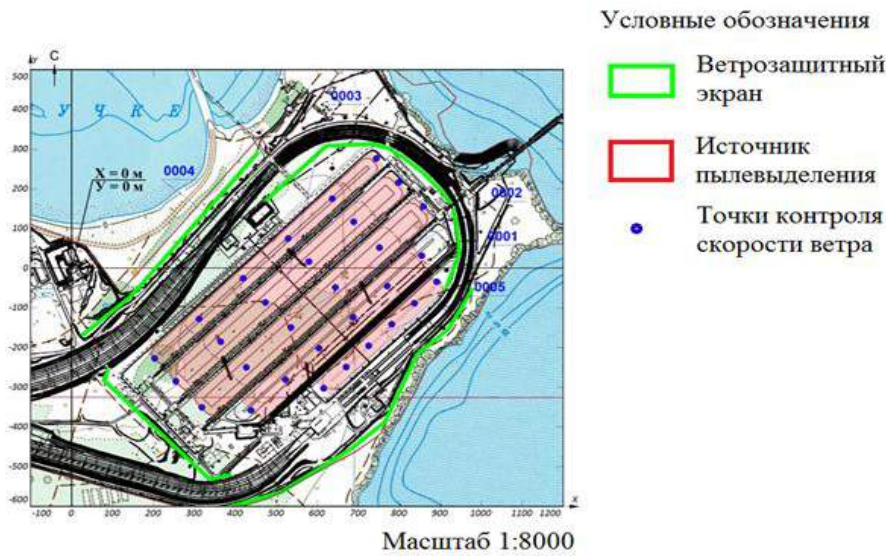 Условные обозначения
Ветрозащитный
экран
Источник
пылевыделения
Точки контроля
скорости ветра
У
С
500
400
300
200
100
0
-100
-200
-300
-400
-500
-600
У Ч К Е
0003
0004
X = 0 м
У = 0 м
0002
0001
0005
-100 0 100 200 300 400 500 600 700 800 900 1000 1100 1200
X
Масштаб 1:8000